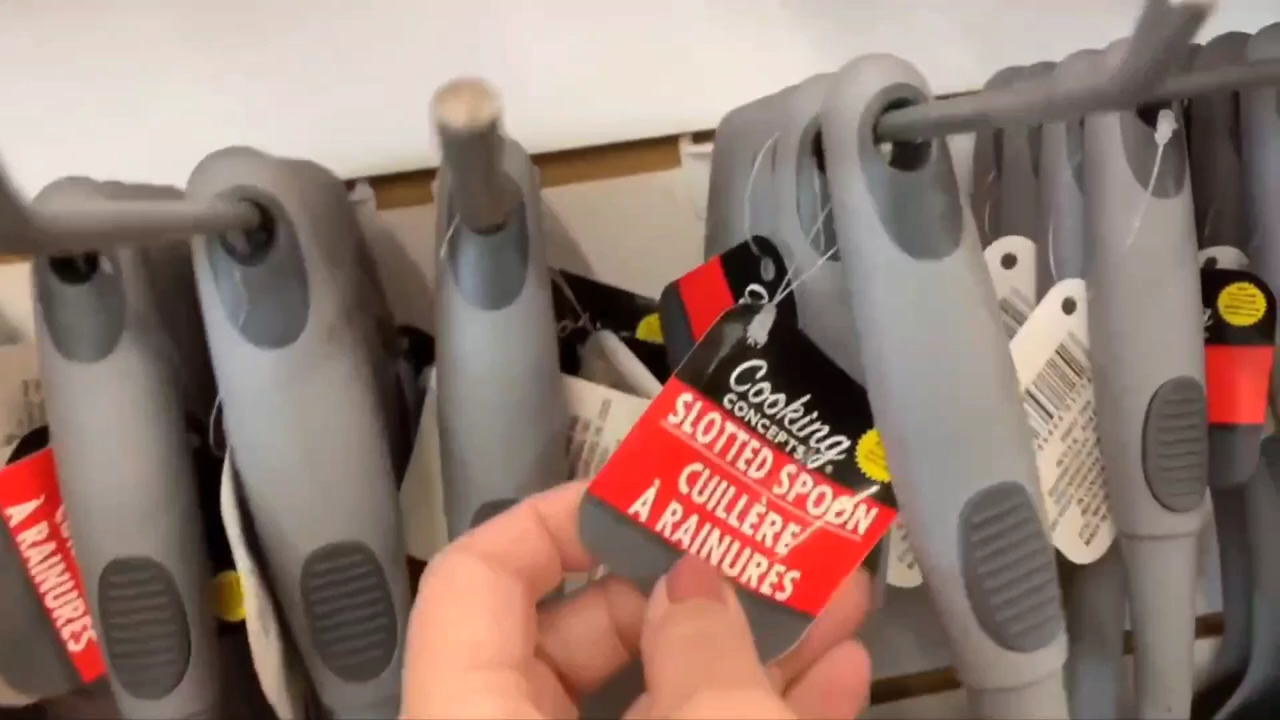 Cooking
CONCEPTS®
SLOTTED SPOON
CUILLÈRE
À RAINURES
À RAINURES